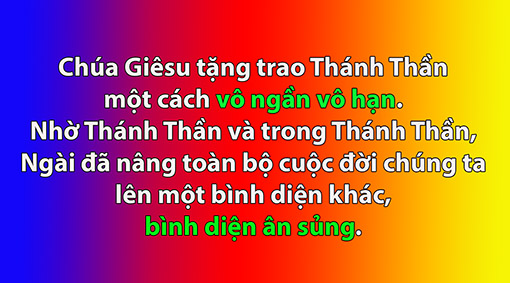 Chúa Giêsu tặng trao Thánh Thần
một cách vô ngần vô hạn.
Nhờ Thánh Thần và trong Thánh Thần,
Ngài đã nâng toàn bộ cuộc đời chúng ta
lên một bình diện khác,
bình diện ân sủng.